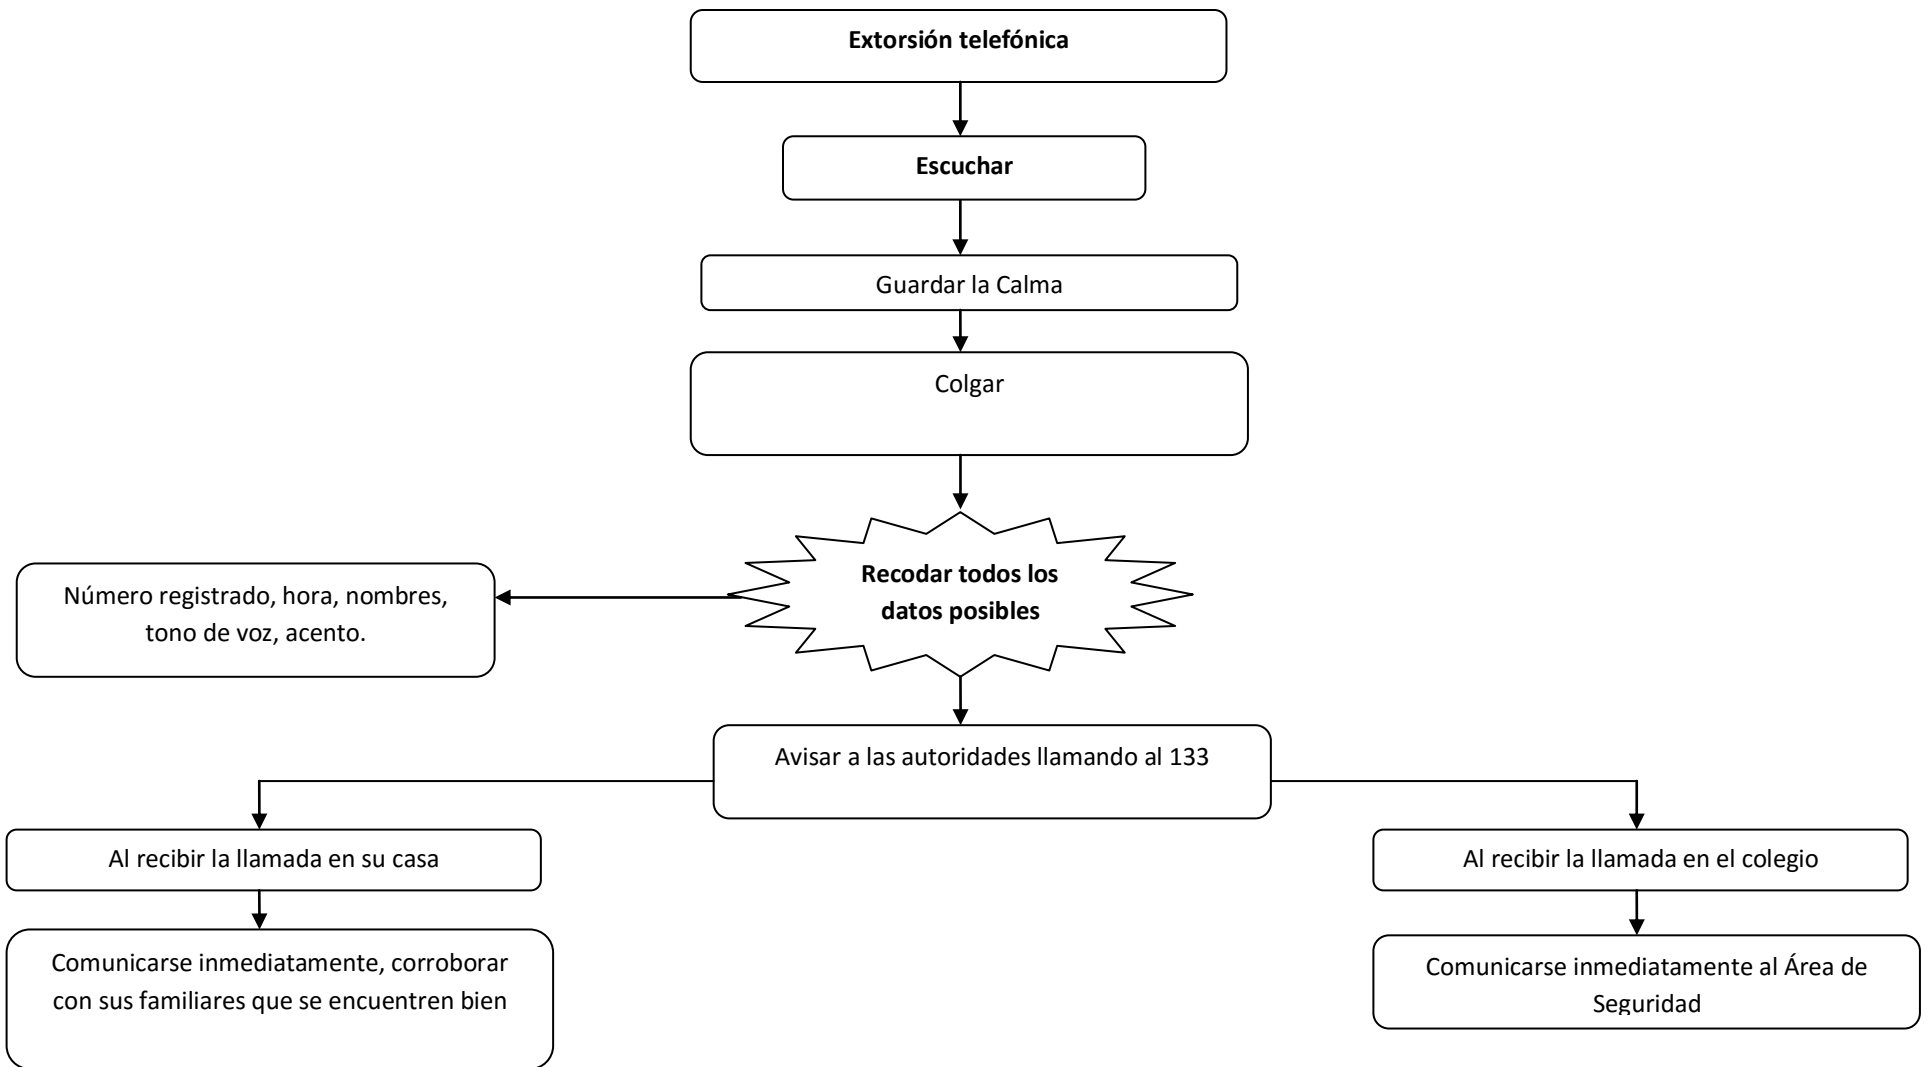 Extorsión telefónica
Escuchar
Guardar la Calma
Colgar
Recodar todos los
datos posibles
Número registrado, hora, nombres,
tono de voz, acento.
Avisar a las autoridades llamando al 133
Al recibir la llamada en su casa
Al recibir la llamada en el colegio
Comunicarse inmediatamente, corroborar
con sus familiares que se encuentren bien
Comunicarse inmediatamente al Área de
Seguridad